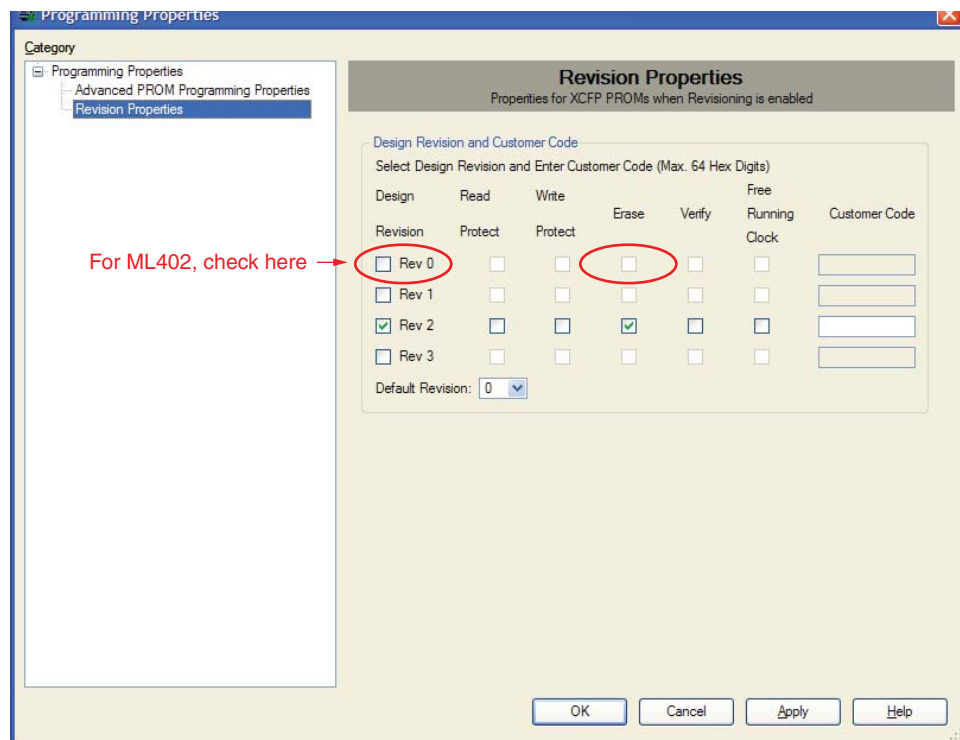 Programming Properties
Category
Programming Properties
Advanced PROM Programming Properties
Revision Properties
Revision Properties
Properities for XCFP PROMs when Revisioning is enabled
Design Revision and Customer Code
Select Design Revision and Enter Customer Code (Max. 64 Hex Digits)
Design Revision
Read Protect
Write Protect
Erase
Verify
Free Running Clock
Customer Code
For ML402, check here
Rev 0
Rev 1
Rev 2
Rev 3
Default Revision: 0
OK Cancel Apply Help